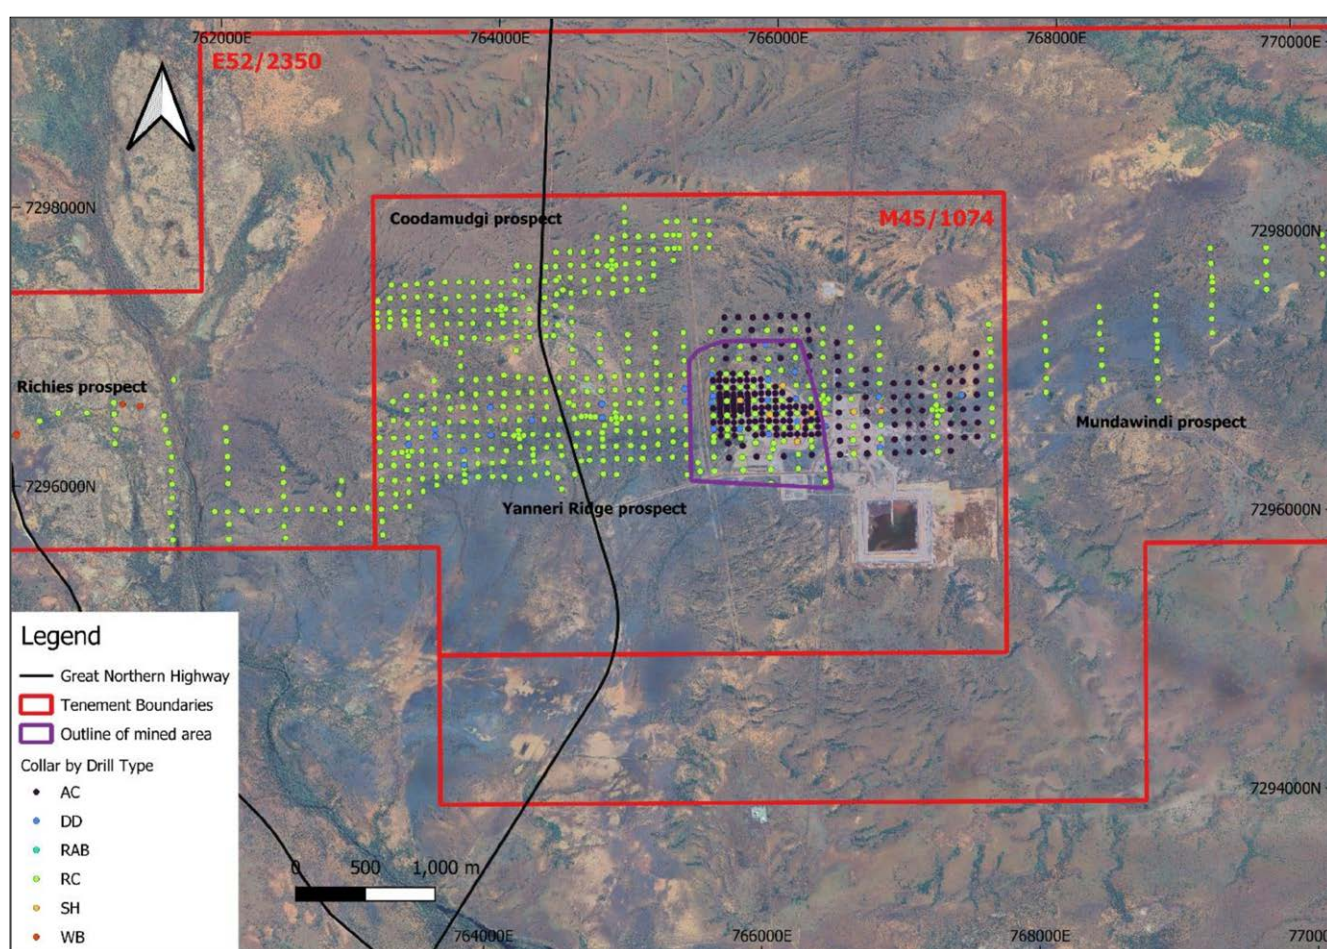 762000E
764000E
766000E
768000E
770000E
E52/2350
7298000N
Coodamudgi prospect
M45/1074
7298000N
Richies prospect
Mundawindi prospect
7296000N
Yanneri Ridge prospect
7296000N
Legend
Great Northern Highway
Tenement Boundaries
Outline of mined area
Collar by Drill Type
AC
DD
RAB
RC
SH
WB
7294000N
0 500 1,000 m
764000E
766000E
768000E
77000